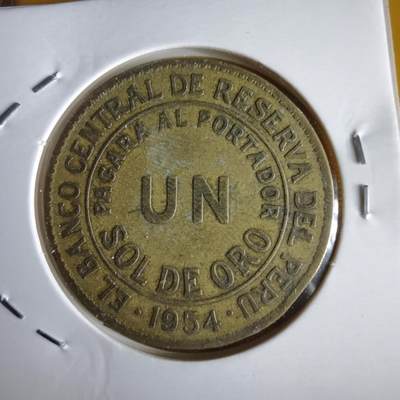 EL BANCO CENTRAL DE RESERVA DEL PERU
PAGARA AL PORTADOR
UN
SOL DE ORO
· 1954 ·